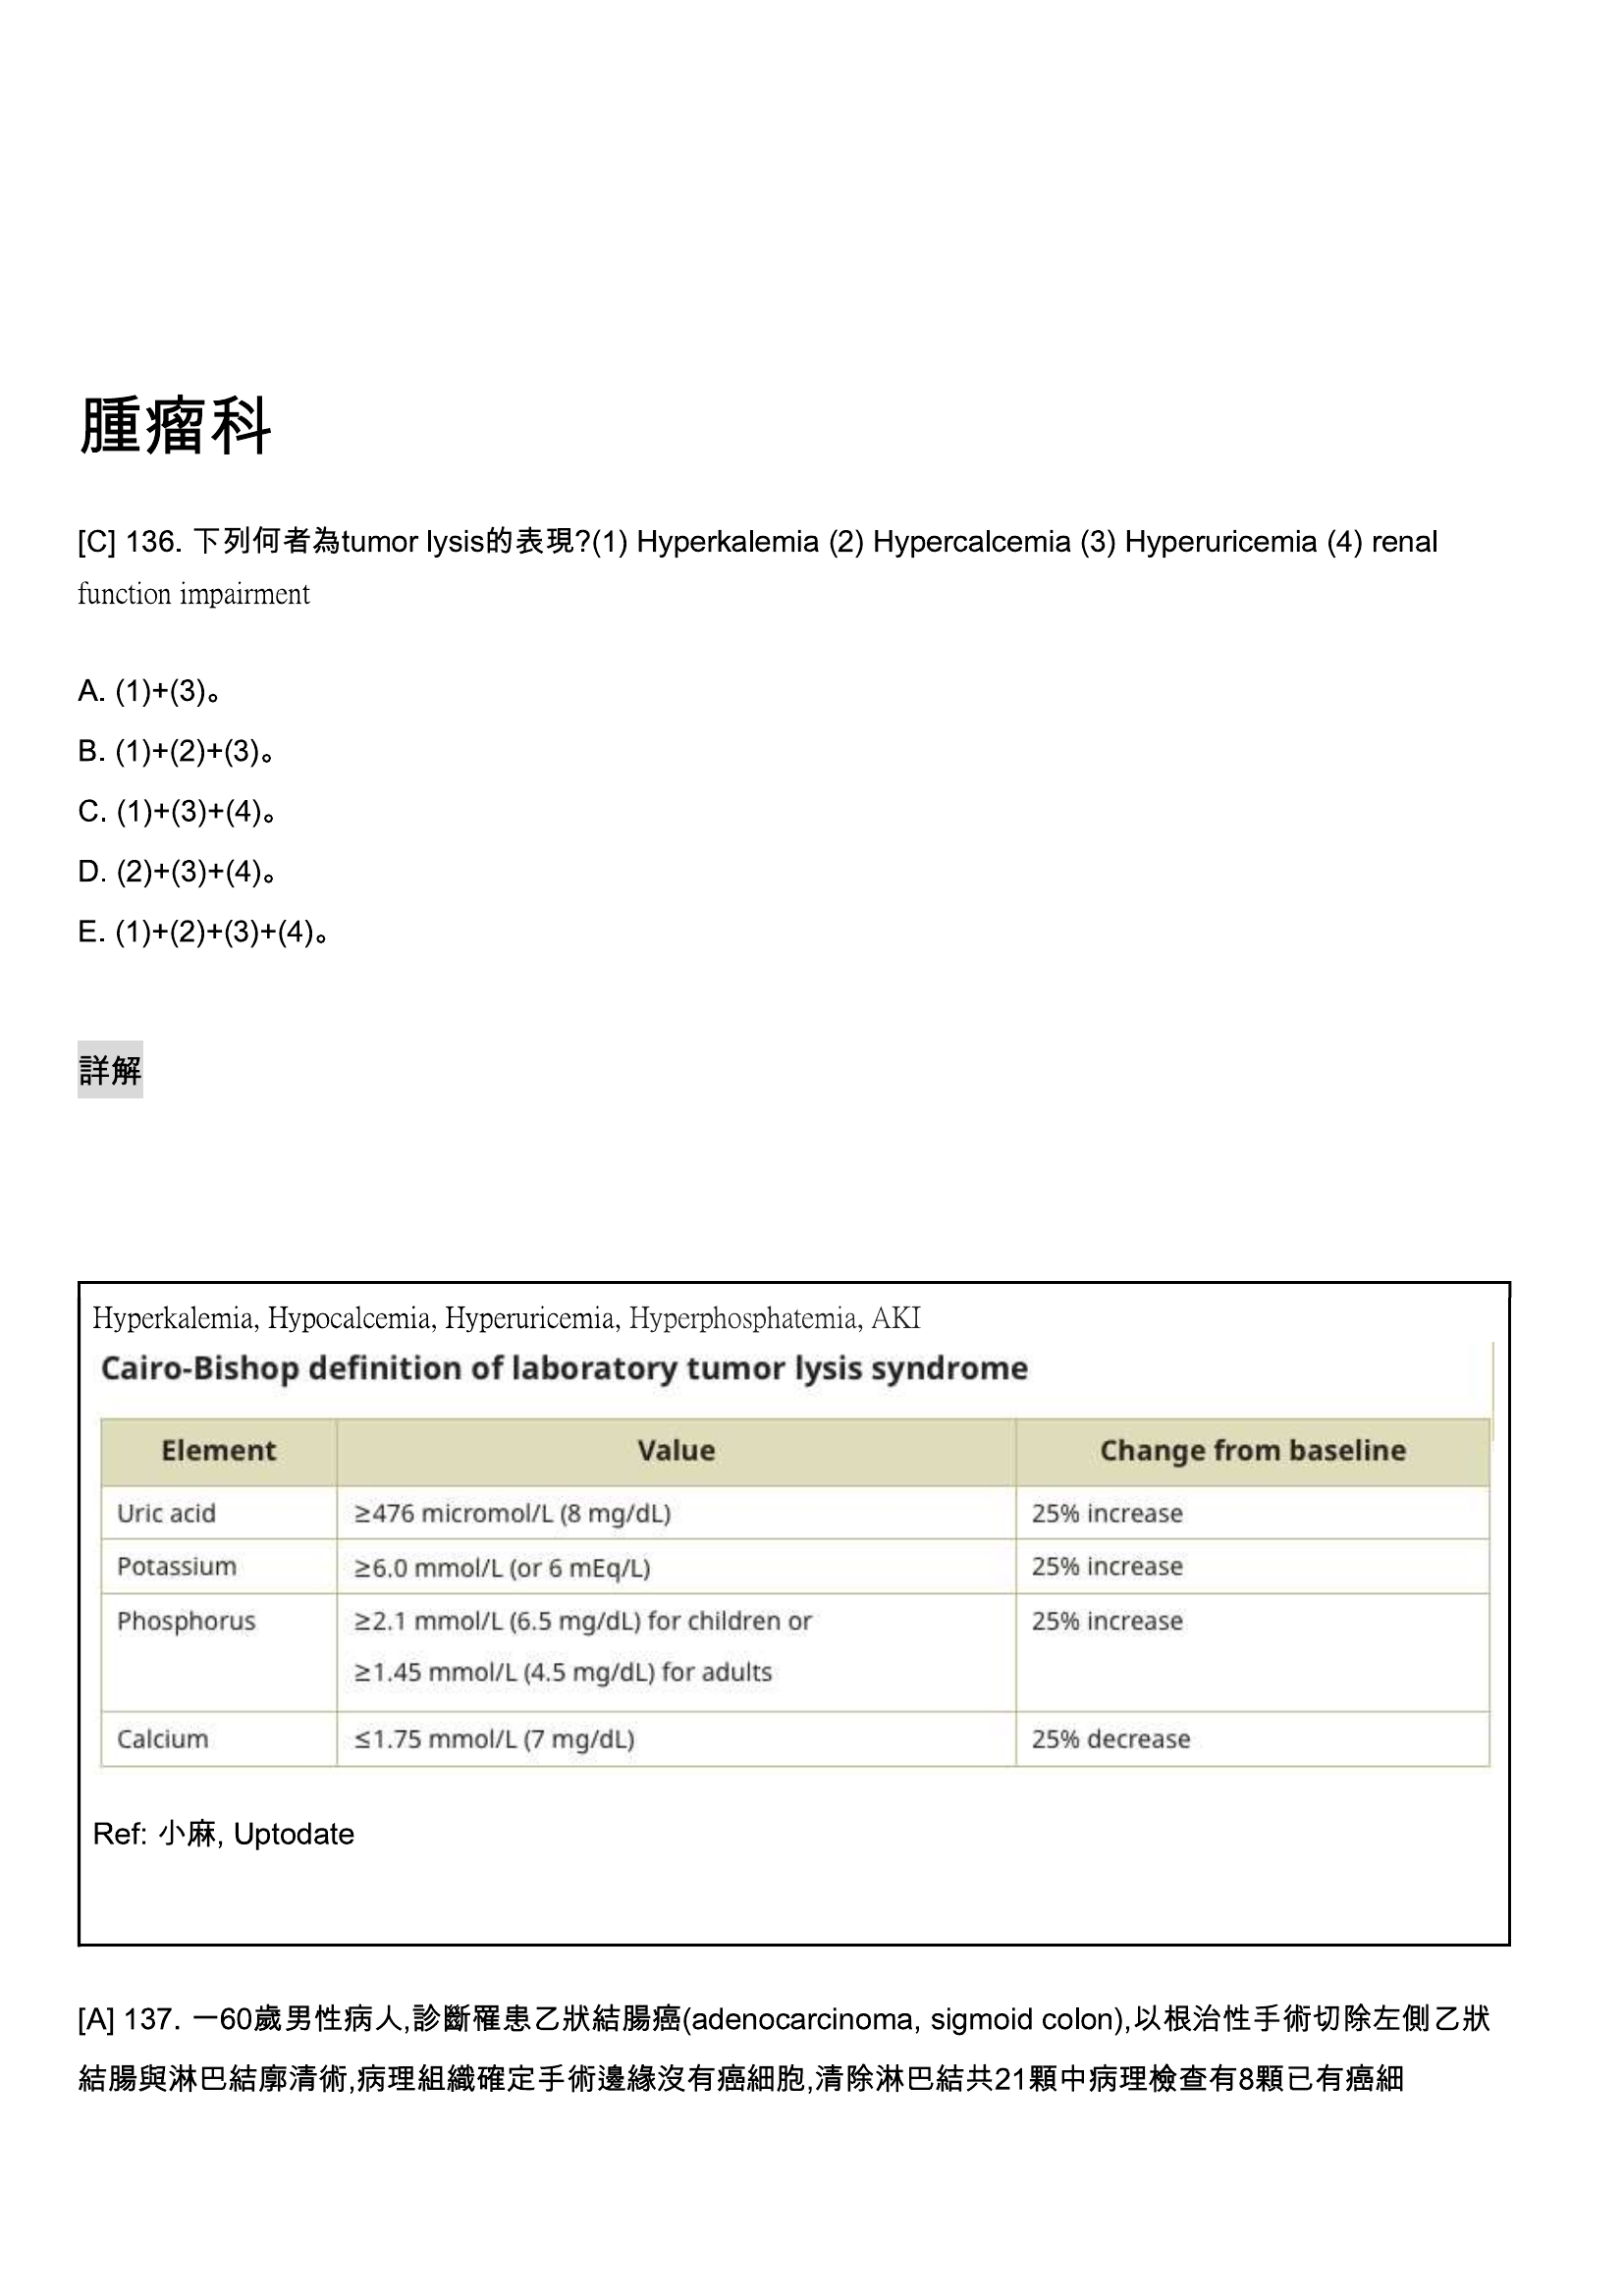 腫瘤科
[C] 136. 下列何者為tumor lysis的表現?(1) Hyperkalemia (2) Hypercalcemia (3) Hyperuricemia (4) renal
function impairment
A. (1)+(3)。
B. (1)+(2)+(3)。
C. (1)+(3)+(4)。
D. (2)+(3)+(4)。
E. (1)+(2)+(3)+(4)。
詳解
Hyperkalemia, Hypocalcemia, Hyperuricemia, Hyperphosphatemia, AKI
Cairo-Bishop definition of laboratory tumor lysis syndrome
Element Value Change from baseline
Uric acid ≥476 micromol/L (8 mg/dL) 25% increase
Potassium ≥6.0 mmol/L (or 6 mEq/L) 25% increase
Phosphorus ≥2.1 mmol/L (6.5 mg/dL) for children or 25% increase
≥1.45 mmol/L (4.5 mg/dL) for adults
Calcium ≤1.75 mmol/L (7 mg/dL) 25% decrease
Ref: 小麻, Uptodate
[A] 137. 一60歲男性病人,診斷罹患乙狀結腸癌(adenocarcinoma, sigmoid colon),以根治性手術切除左側乙狀
結腸與淋巴結廓清術,病理組織確定手術邊緣沒有癌細胞,清除淋巴結共21顆中病理檢查有8顆已有癌細